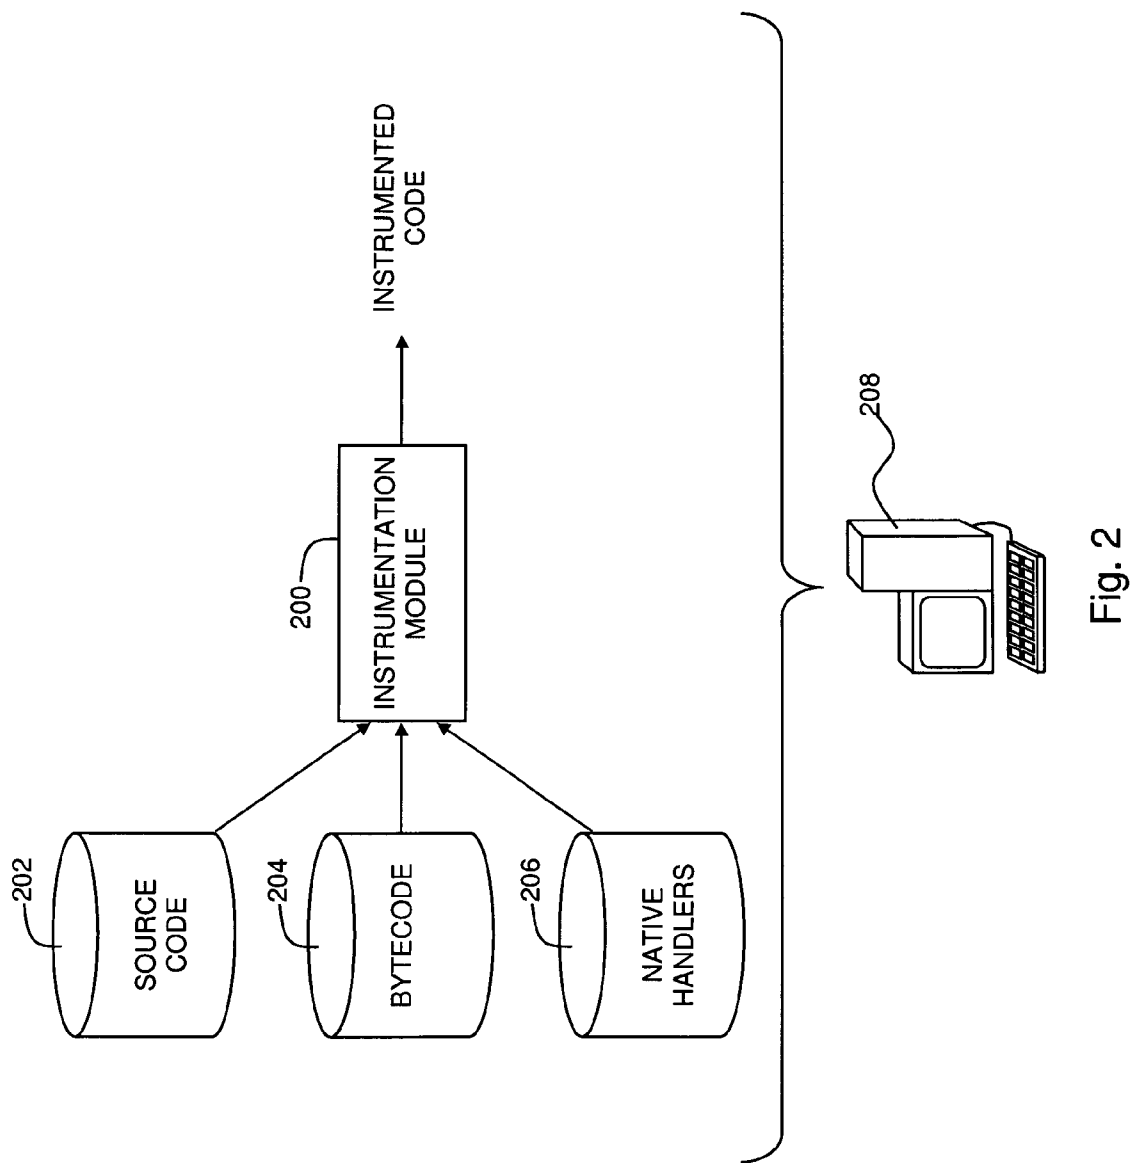 202
SOURCE
CODE
204
BYTECODE
206
NATIVE
HANDLERS
200
INSTRUMENTATION
MODULE
INSTRUMENTED
CODE
208
Fig. 2